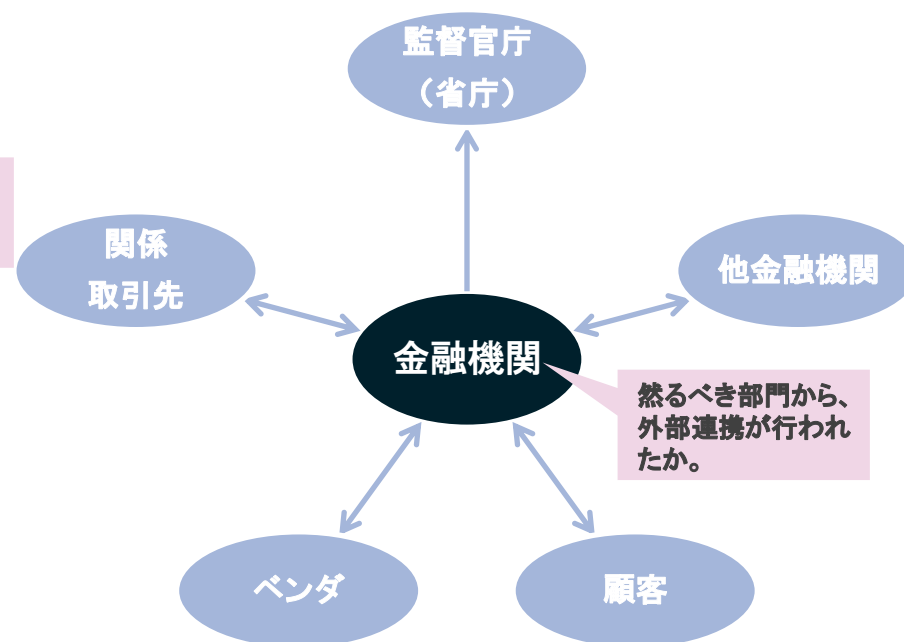 監督官庁
（省庁）
関係
取引先
他金融機関
金融機関
然るべき部門から、
外部連携が行われ
たか。
ベンダ
顧客